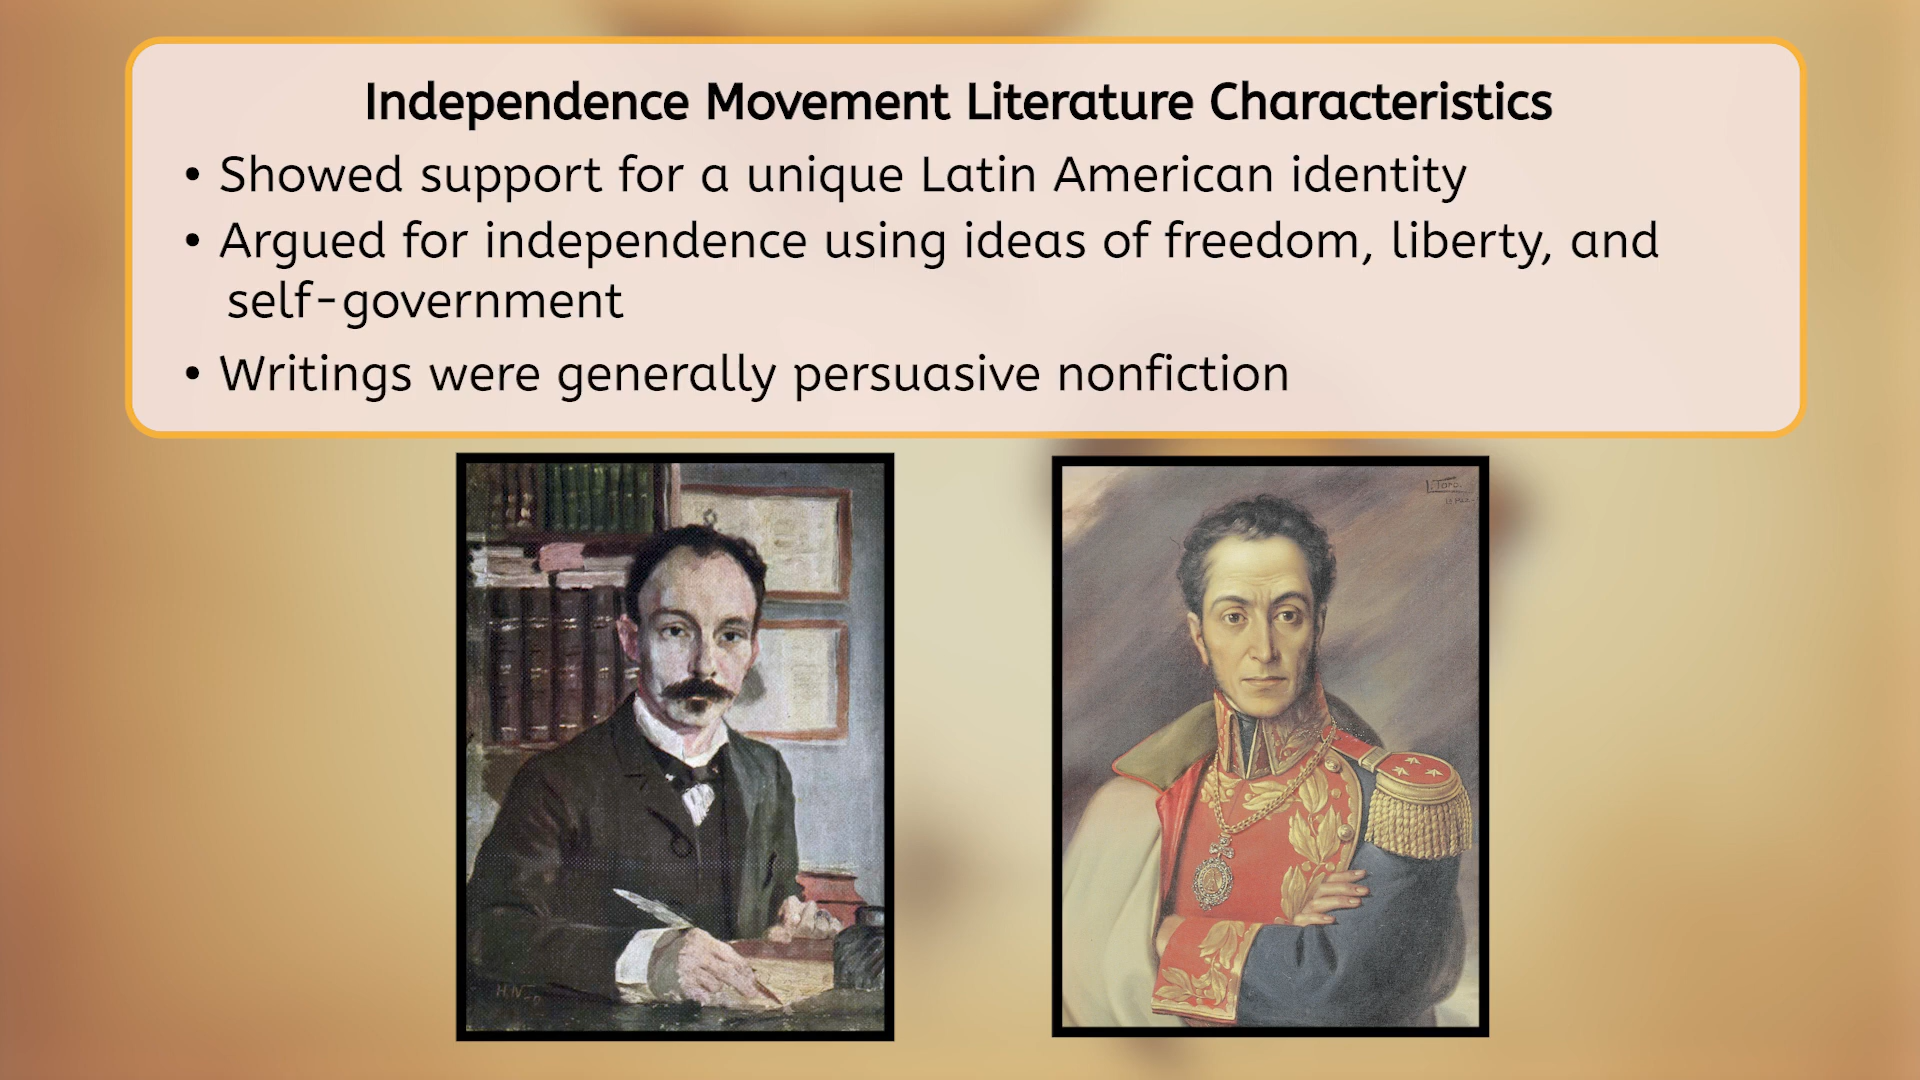 Independence Movement Literature Characteristics
• Showed support for a unique Latin American identity
• Argued for independence using ideas of freedom, liberty, and
self-government
• Writings were generally persuasive nonfiction